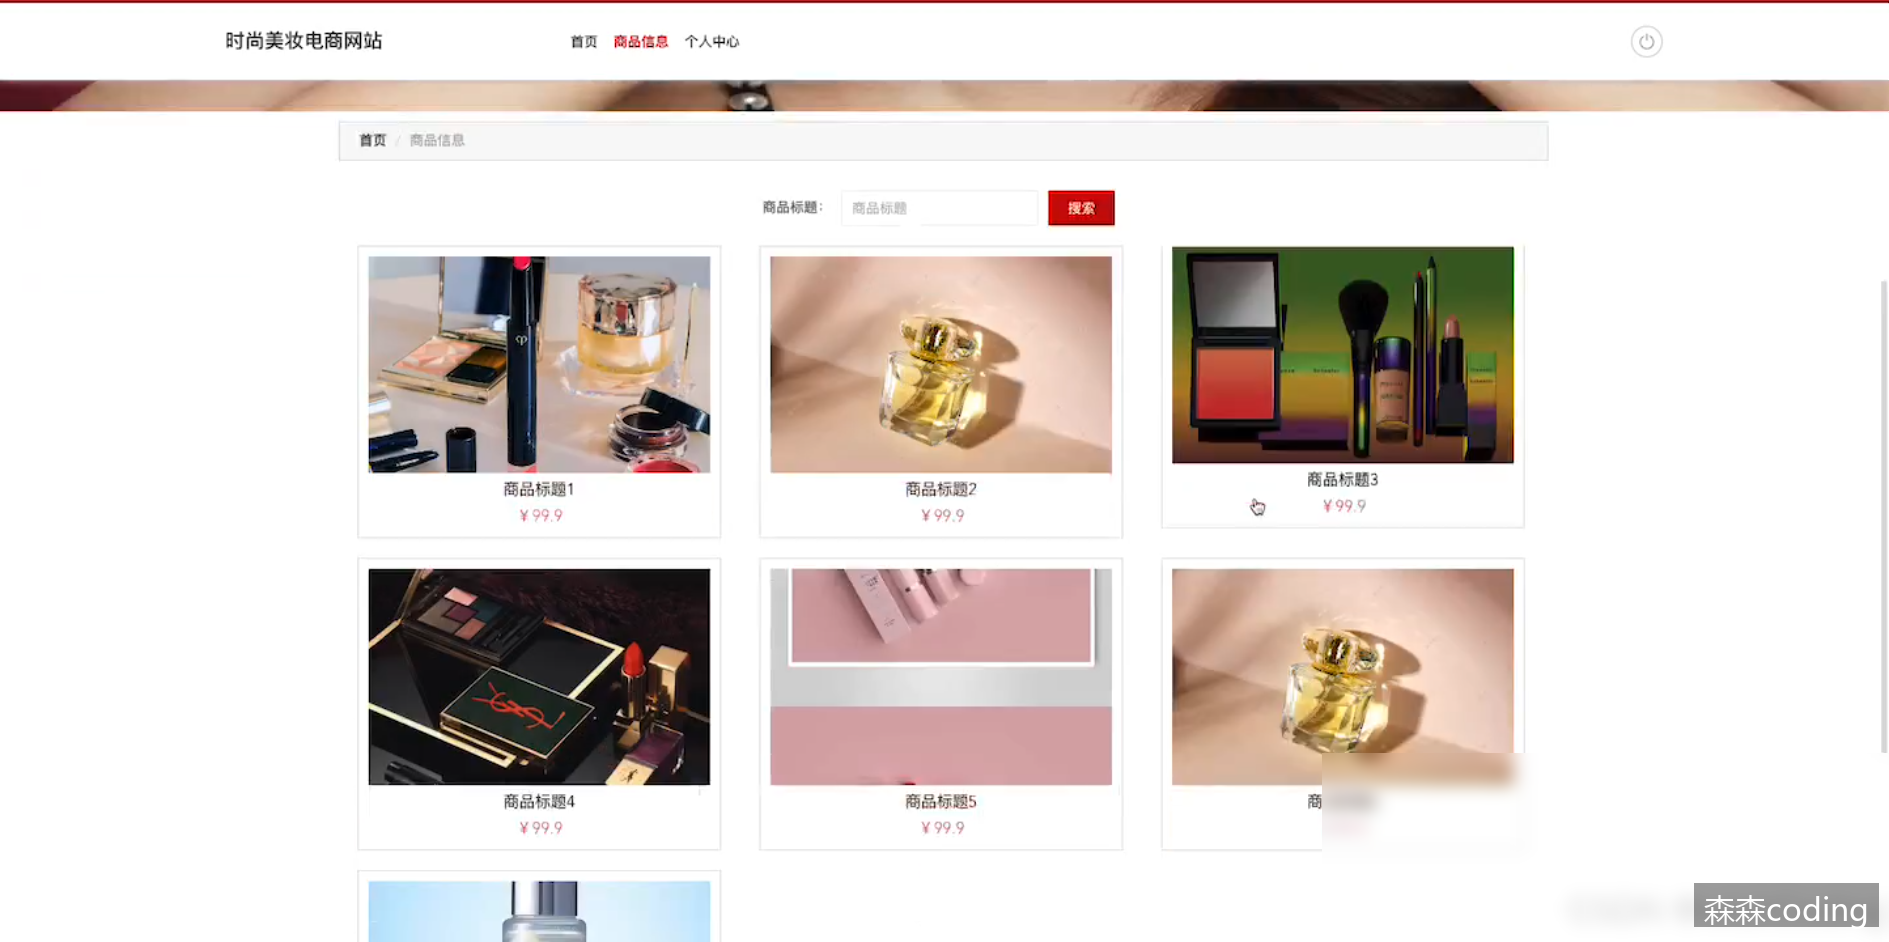 时尚美妆电商网站
首页 商品信息 个人中心
首页 / 商品信息
商品标题： 商品标题 搜索
商品标题1
¥ 99.9
商品标题2
¥ 99.9
商品标题3
¥ 99.9
商品标题4
¥ 99.9
商品标题5
¥ 99.9
商
森森coding